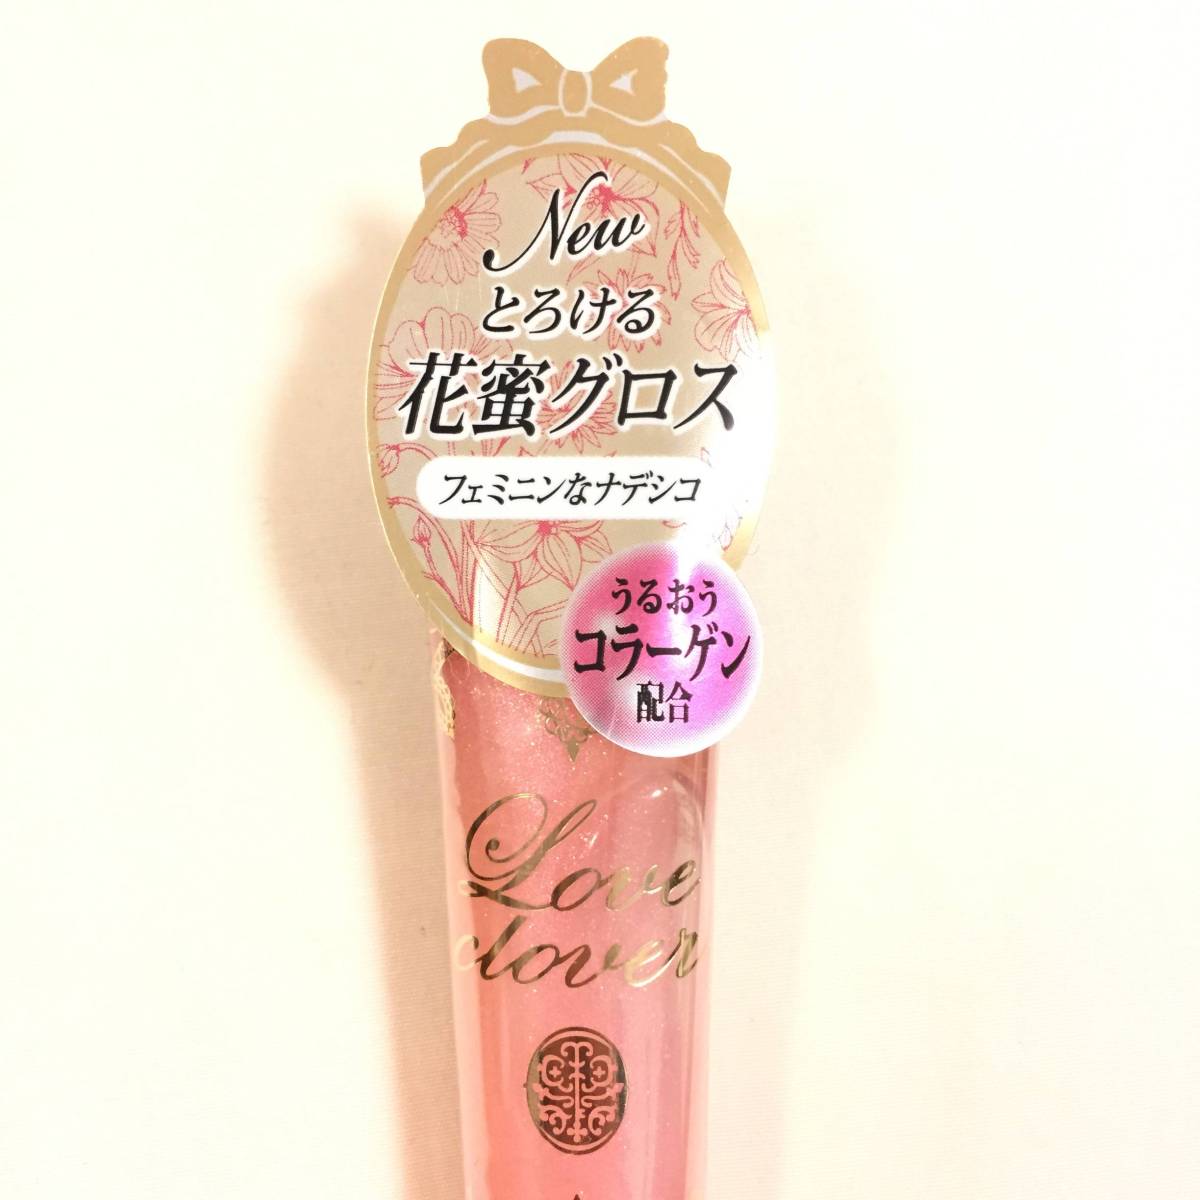 New
とろける
花蜜グロス
フェミニンなナデシコ
うるおう
コラーゲン
配合
Love
clover